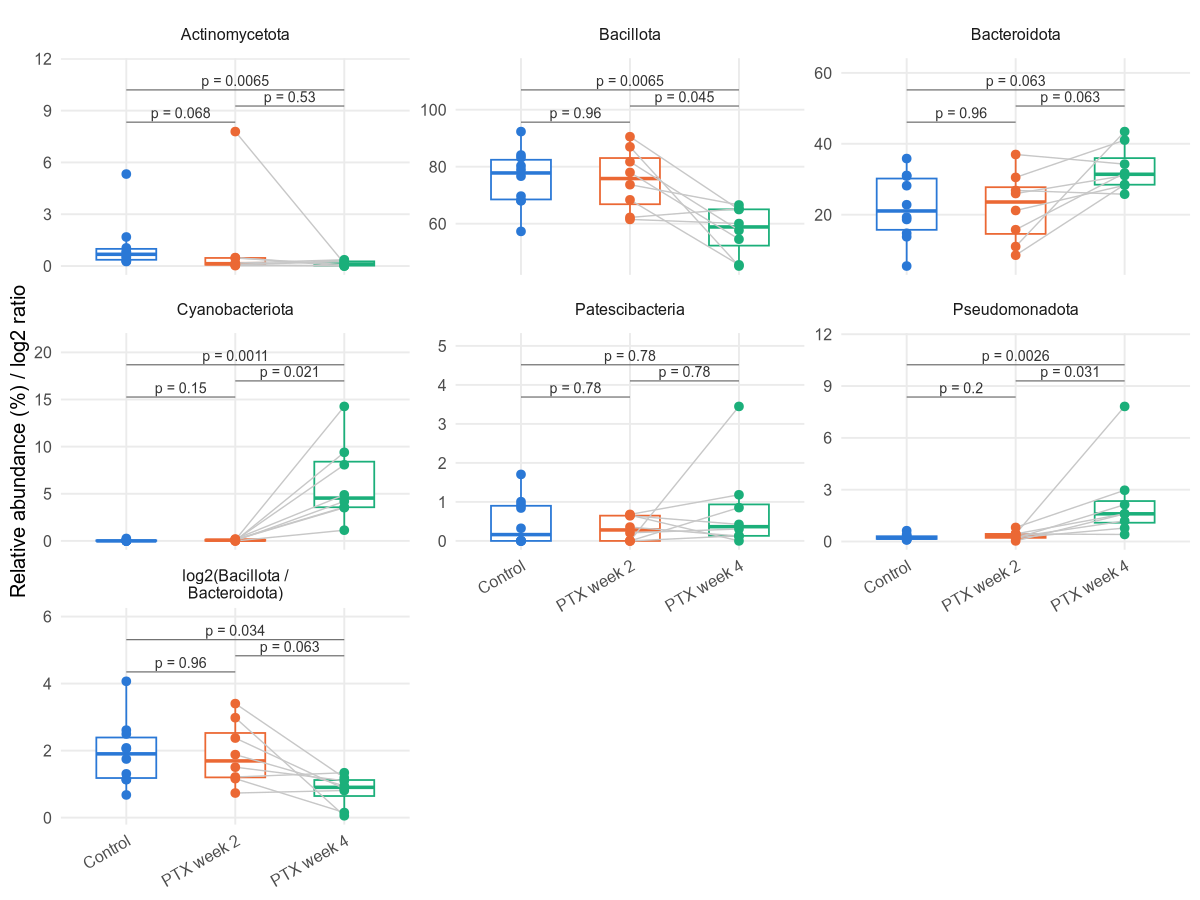 Relative abundance (%) / log2 ratio
Actinomycetota
12
9
6
3
0
p = 0.0065
p = 0.53
p = 0.068
Bacillota
100
80
60
p = 0.0065
p = 0.045
p = 0.96
Bacteroidota
60
40
20
p = 0.063
p = 0.063
p = 0.96
Cyanobacteriota
20
15
10
5
0
p = 0.0011
p = 0.021
p = 0.15
Patescibacteria
5
4
3
2
1
0
p = 0.78
p = 0.78
p = 0.78
Control
PTX week 2
PTX week 4
Pseudomonadota
12
9
6
3
0
p = 0.0026
p = 0.031
p = 0.2
Control
PTX week 2
PTX week 4
log2(Bacillota /
Bacteroidota)
6
4
2
0
p = 0.034
p = 0.063
p = 0.96
Control
PTX week 2
PTX week 4